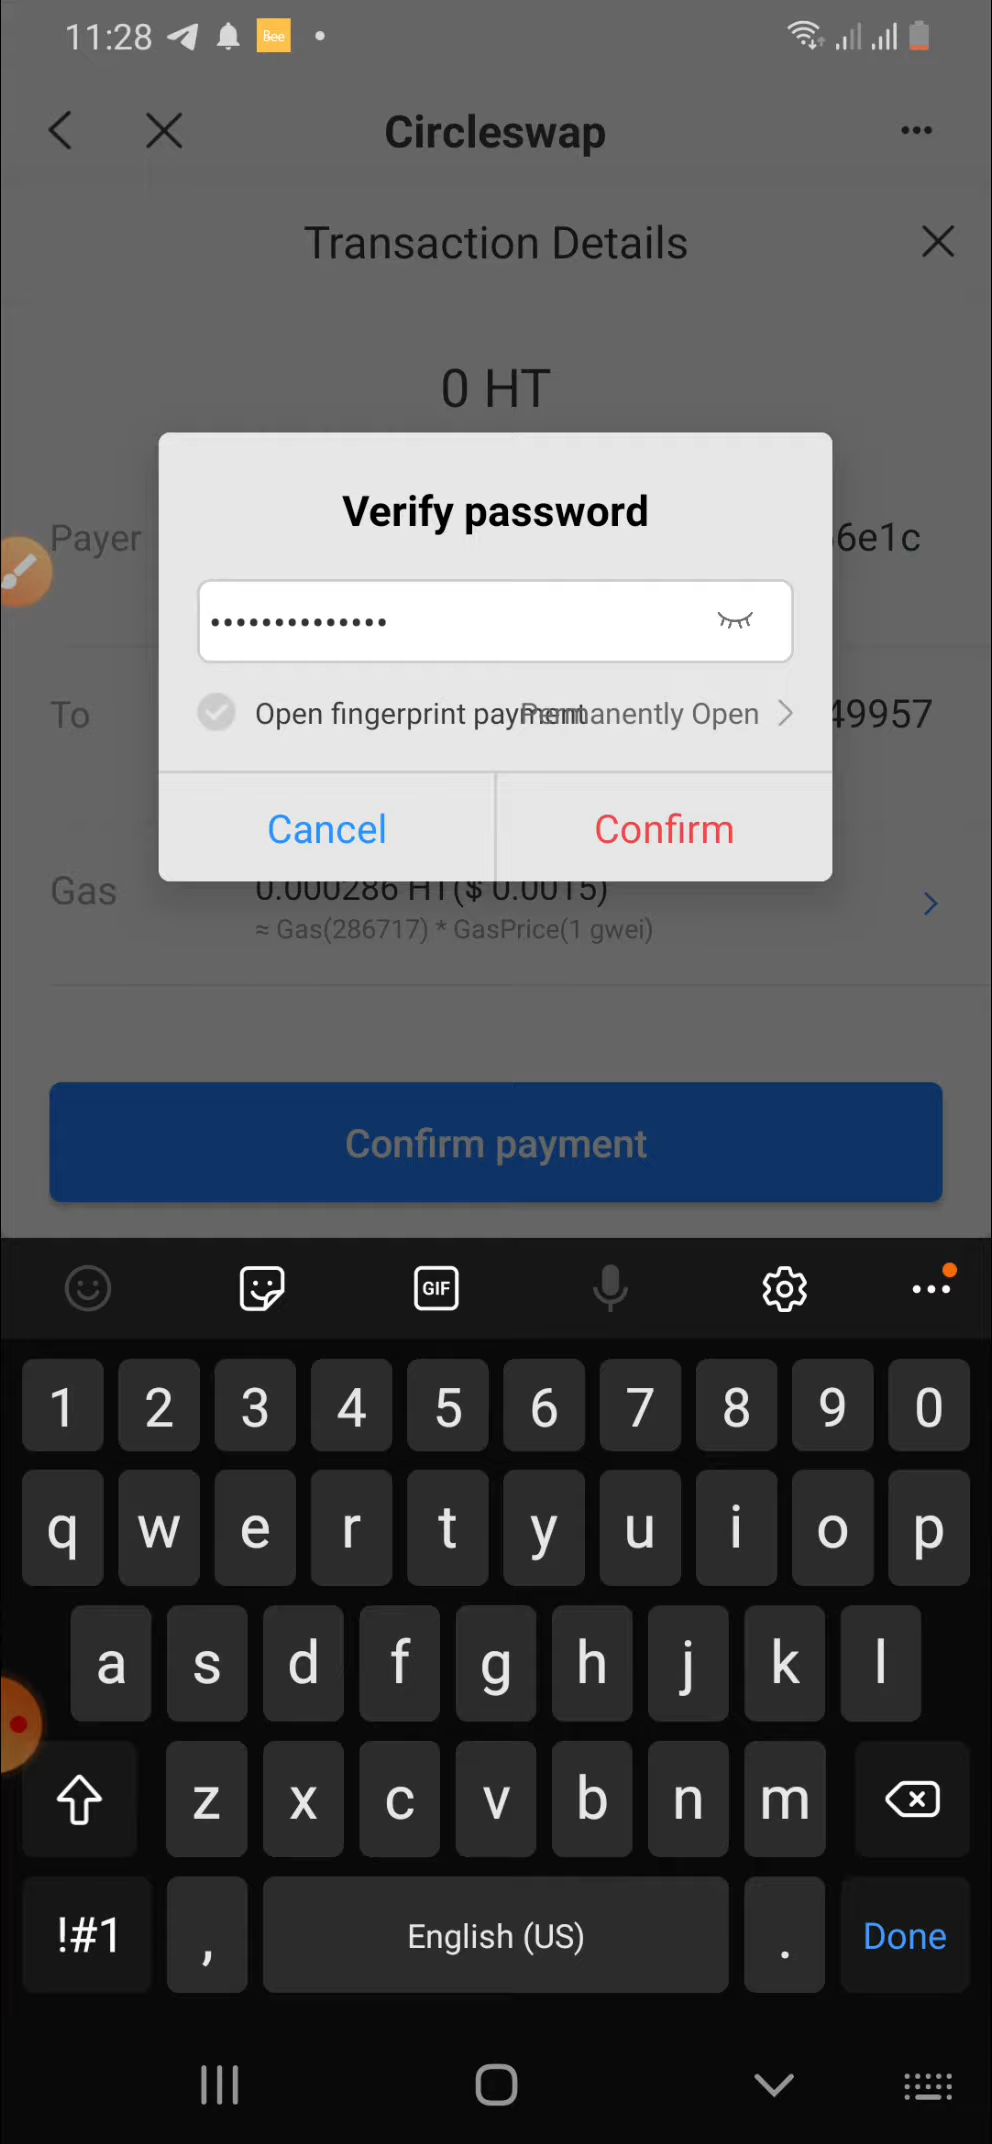 11:28 Bee
Circleswap
Transaction Details
0 HT
Verify password
Payer 6e1c
••••••••••••••
To Open fingerprint payment Permanently Open 49957
Cancel Confirm
Gas 0.000286 HT($ 0.0015)
≈ Gas(286717) * GasPrice(1 gwei)
Confirm payment
GIF
1 2 3 4 5 6 7 8 9 0
q w e r t y u i o p
a s d f g h j k l
z x c v b n m
!#1 , English (US) . Done